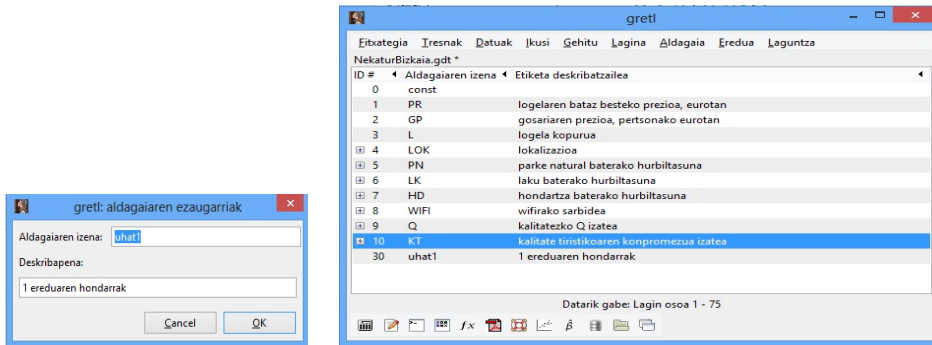 gretl: aldagaiaren ezaugarriak
Aldagaiaren izena: uhat1
Deskribapena:
1 ereduaren hondarrak
Cancel OK
gretl
Fitxategia Tresnak Datuak Ikusi Gehitu Lagina Aldagaia Eredua Laguntza
NekaturBizkaia.gdt *
ID # Aldagaiaren izena Etiketa deskribatzailea
0 const
1 PR logelaren bataz besteko prezioa, eurotan
2 GP gosariaren prezioa, pertsonako eurotan
3 L logela kopurua
4 LOK lokalizazioa
5 PN parke natural baterako hurbiltasuna
6 LK laku baterako hurbiltasuna
7 HD hondartza baterako hurbiltasuna
8 WIFI wifirako sarbidea
9 Q kalitatezko Q izatea
10 KT kalitate tiristikoaren konpromezua izatea
30 uhat1 1 ereduaren hondarrak
Datarik gabe: Lagin osoa 1 - 75